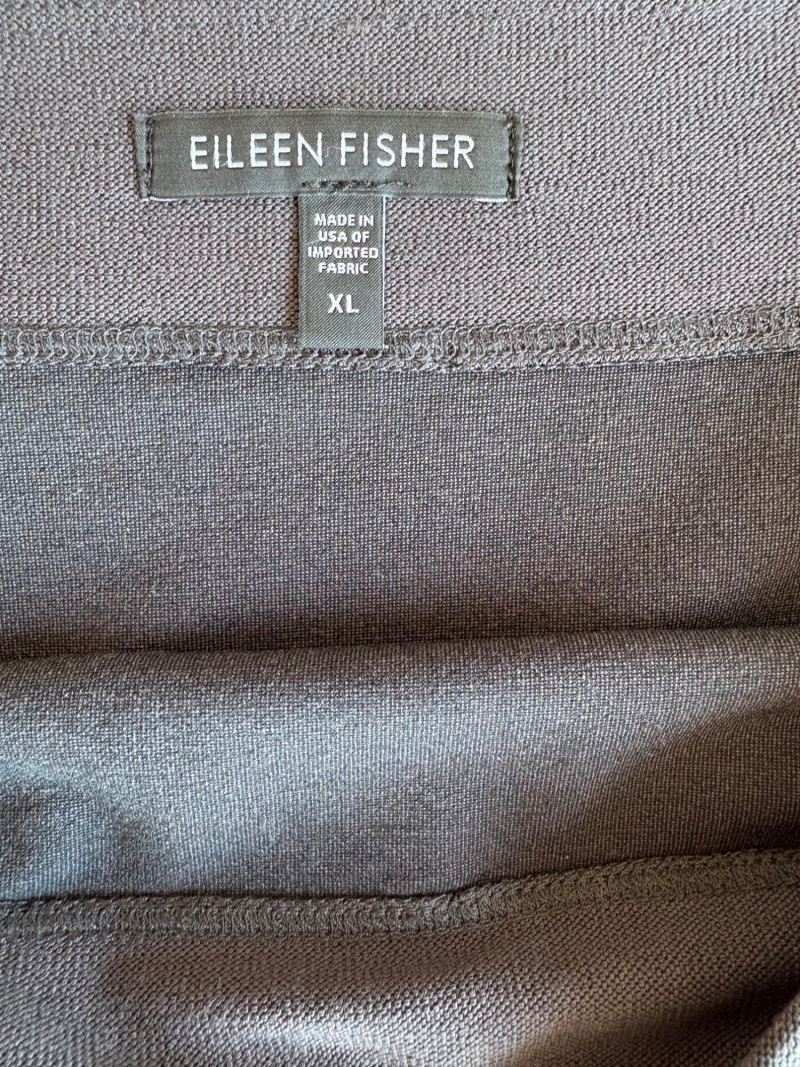 EILEEN FISHER
MADE IN
USA OF
IMPORTED
FABRIC
XL